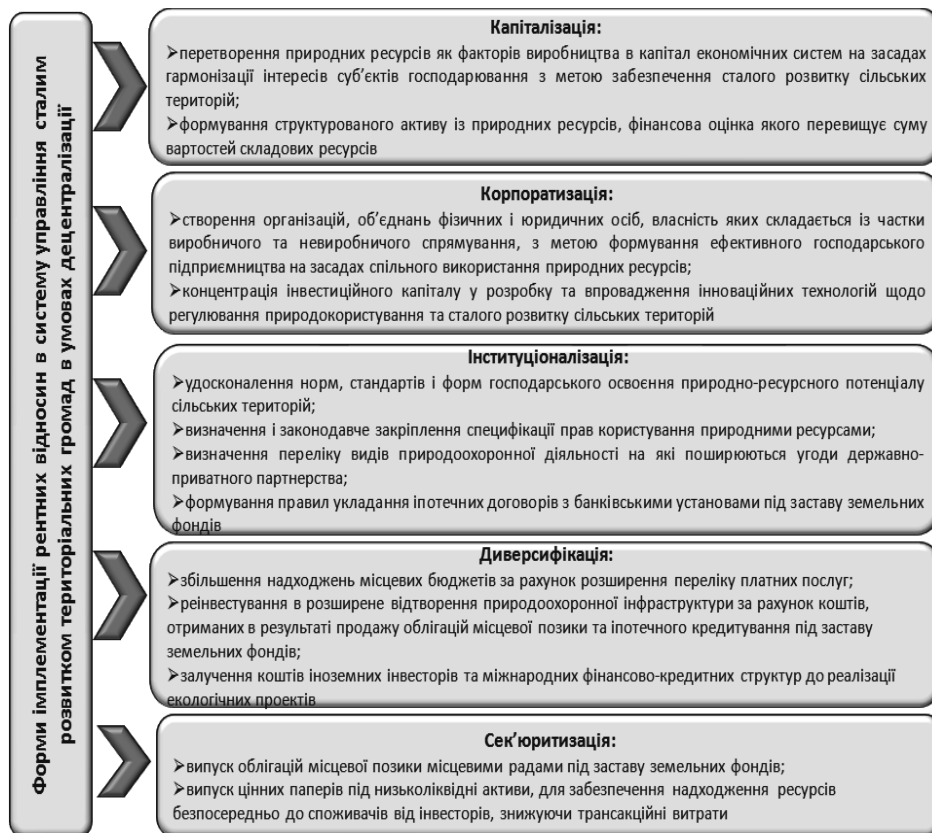 Форми імплементації рентних відносин в систему управління сталим
розвитком територіальних громад в умовах децентралізації
Капіталізація:
➢перетворення природних ресурсів як факторів виробництва в капітал економічних систем на засадах
гармонізації інтересів суб’єктів господарювання з метою забезпечення сталого розвитку сільських
територій;
➢формування структурованого активу із природних ресурсів, фінансова оцінка якого перевищує суму
вартостей складових ресурсів
Корпоратизація:
➢створення організацій, об’єднань фізичних і юридичних осіб, власність яких складається із частки
виробничого та невиробничого спрямування, з метою формування ефективного господарського
підприємництва на засадах спільного використання природних ресурсів;
➢концентрація інвестиційного капіталу у розробку та впровадження інноваційних технологій щодо
регулювання природокористування та сталого розвитку сільських територій
Інституціоналізація:
➢удосконалення норм, стандартів і форм господарського освоєння природно-ресурсного потенціалу
сільських територій;
➢визначення і законодавче закріплення специфікації прав користування природними ресурсами;
➢визначення переліку видів природоохоронної діяльності на які поширюються угоди державно-
приватного партнерства;
➢формування правил укладання іпотечних договорів з банківськими установами під заставу земельних
фондів
Диверсифікація:
➢збільшення надходжень місцевих бюджетів за рахунок розширення переліку платних послуг;
➢реінвестування в розширене відтворення природоохоронної інфраструктури за рахунок коштів,
отриманих в результаті продажу облігацій місцевої позики та іпотечного кредитування під заставу
земельних фондів;
➢залучення коштів іноземних інвесторів та міжнародних фінансово-кредитних структур до реалізації
екологічних проектів
Сек’юритизація:
➢випуск облігацій місцевої позики місцевими радами під заставу земельних фондів;
➢випуск цінних паперів під низьколіквідні активи, для забезпечення надходження ресурсів
безпосередньо до споживачів від інвесторів, знижуючи трансакційні витрати